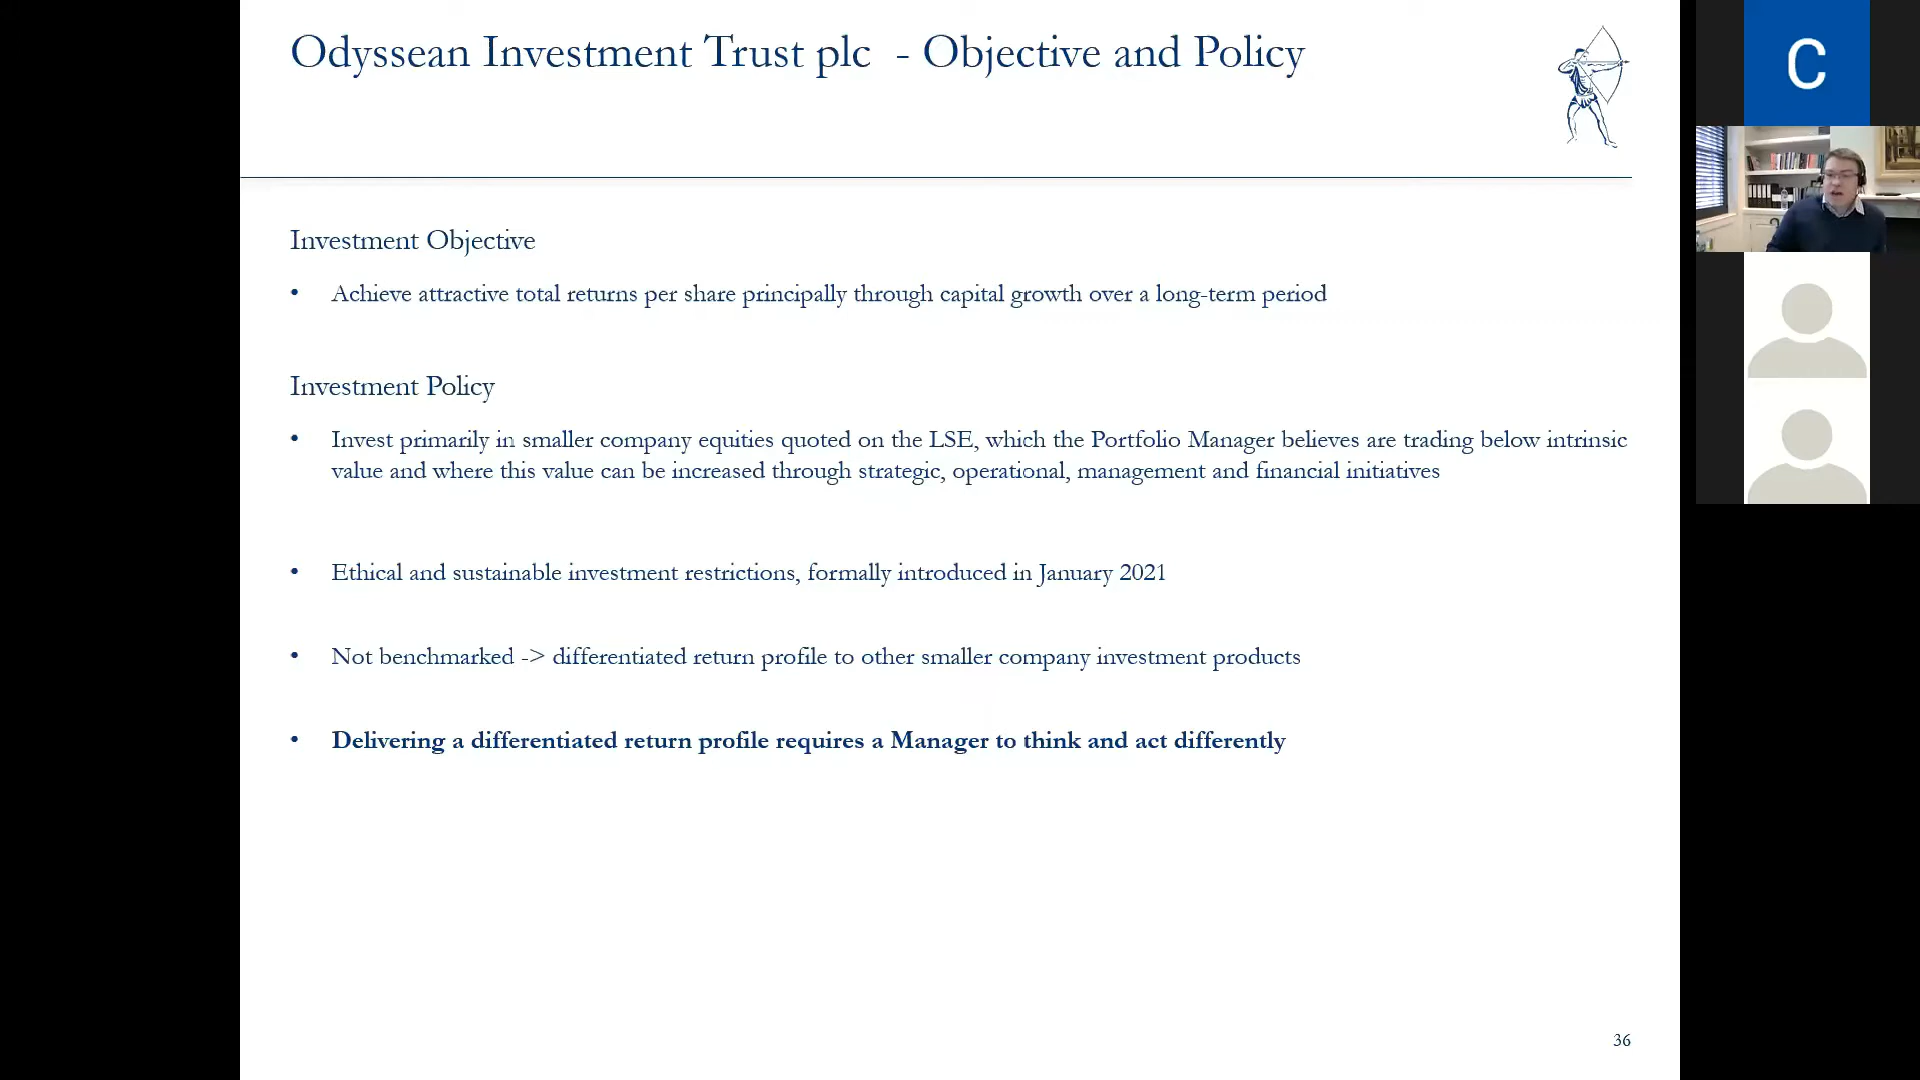 Odyssean Investment Trust plc - Objective and Policy
C
Investment Objective
• Achieve attractive total returns per share principally through capital growth over a long-term period
Investment Policy
• Invest primarily in smaller company equities quoted on the LSE, which the Portfolio Manager believes are trading below intrinsic
value and where this value can be increased through strategic, operational, management and financial initiatives
• Ethical and sustainable investment restrictions, formally introduced in January 2021
• Not benchmarked -> differentiated return profile to other smaller company investment products
• Delivering a differentiated return profile requires a Manager to think and act differently
36